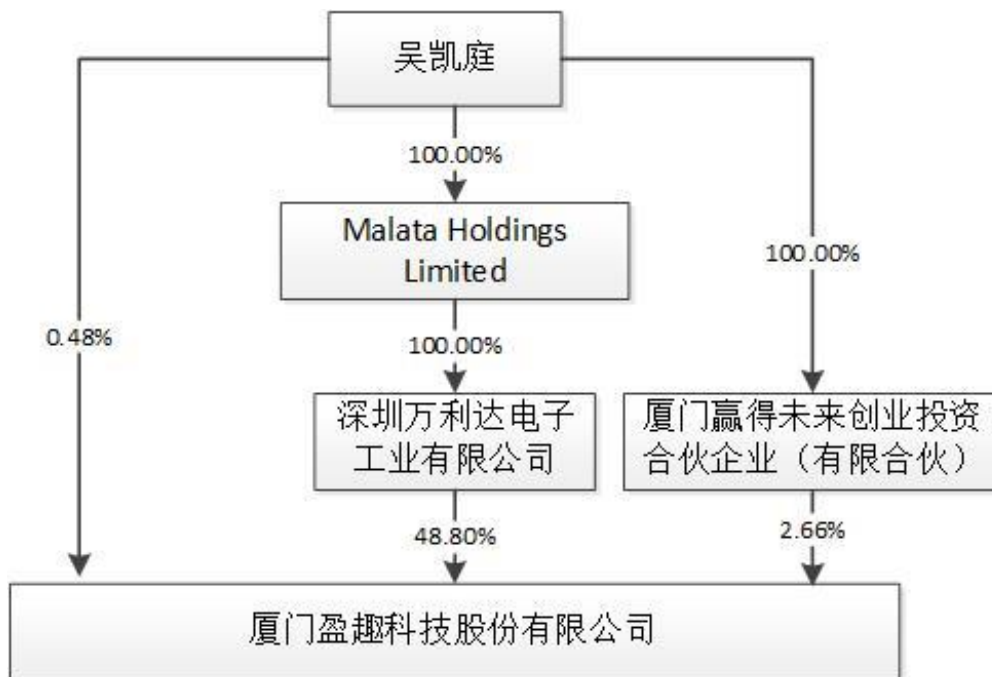 吴凯庭
100.00%
Malata Holdings
Limited
100.00%
0.48%
100.00%
深圳万利达电子
工业有限公司
厦门赢得未来创业投资
合伙企业（有限合伙）
48.80%
2.66%
厦门盈趣科技股份有限公司